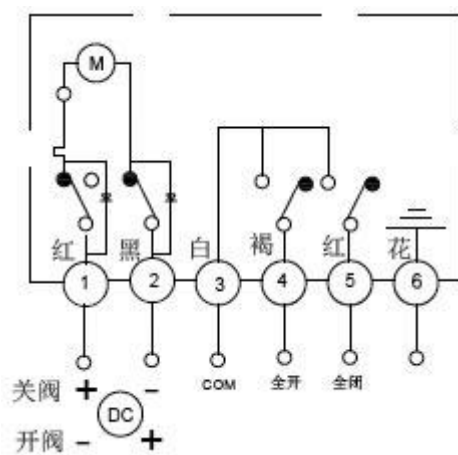 M
红 黑 白 褐 红 花
1 2 3 4 5 6
COM 全开 全闭
关阀 + -
DC
开阀 - +